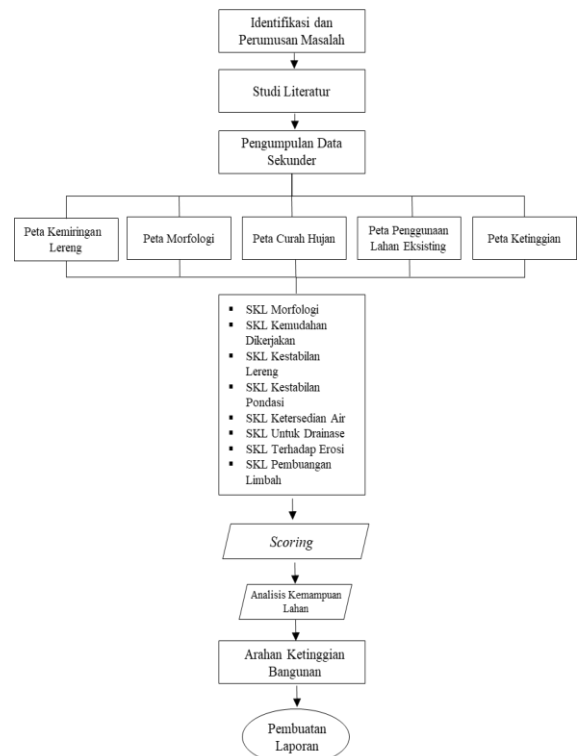 Identifikasi dan
Perumusan Masalah
Studi Literatur
Pengumpulan Data
Sekunder
Peta Kemiringan
Lereng
Peta Morfologi
Peta Curah Hujan
Peta Penggunaan
Lahan Eksisting
Peta Ketinggian
▪ SKL Morfologi
▪ SKL Kemudahan
Dikerjakan
▪ SKL Kestabilan
Lereng
▪ SKL Kestabilan
Pondasi
▪ SKL Ketersedian Air
▪ SKL Untuk Drainase
▪ SKL Terhadap Erosi
▪ SKL Pembuangan
Limbah
Scoring
Analisis Kemampuan
Lahan
Arahan Ketinggian
Bangunan
Pembuatan
Laporan